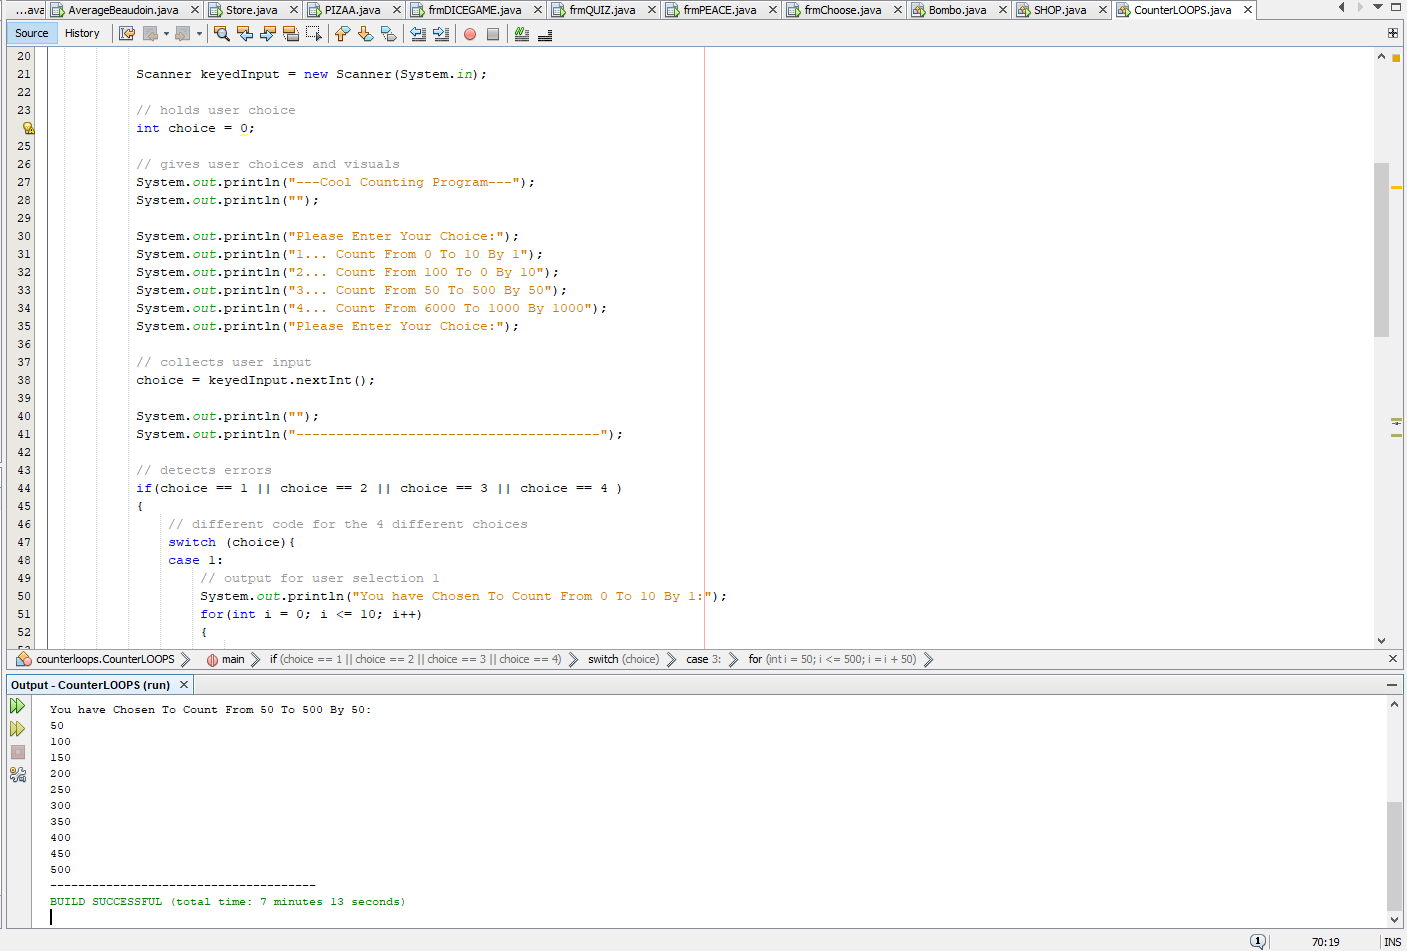 ...ava AverageBeaudoin.java Store.java PIZAA.java frmDICEGAME.java frmQUIZ.java frmPEACE.java frmChoose.java Bombo.java SHOP.java CounterLOOPS.java
Source History
20
21 Scanner keyedInput = new Scanner(System.in);
22
23 // holds user choice
int choice = 0;
25
26 // gives user choices and visuals
27 System.out.println("---Cool Counting Program---");
28 System.out.println("");
29
30 System.out.println("Please Enter Your Choice:");
31 System.out.println("1... Count From 0 To 10 By 1");
32 System.out.println("2... Count From 100 To 0 By 10");
33 System.out.println("3... Count From 50 To 500 By 50");
34 System.out.println("4... Count From 6000 To 1000 By 1000");
35 System.out.println("Please Enter Your Choice:");
36
37 // collects user input
38 choice = keyedInput.nextInt();
39
40 System.out.println("");
41 System.out.println("--------------------------------------");
42
43 // detects errors
44 if(choice == 1 || choice == 2 || choice == 3 || choice == 4 )
45 {
46 // different code for the 4 different choices
47 switch (choice){
48 case 1:
49 // output for user selection 1
50 System.out.println("You have Chosen To Count From 0 To 10 By 1:");
51 for(int i = 0; i <= 10; i++)
52 {
counterloops.CounterLOOPS main if (choice == 1 || choice == 2 || choice == 3 || choice == 4) switch (choice) case 3: for (int i = 50; i <= 500; i = i + 50)
Output - CounterLOOPS (run)
You have Chosen To Count From 50 To 500 By 50:
50
100
150
200
250
300
350
400
450
500
--------------------------------------
BUILD SUCCESSFUL (total time: 7 minutes 13 seconds)
1 70:19 INS